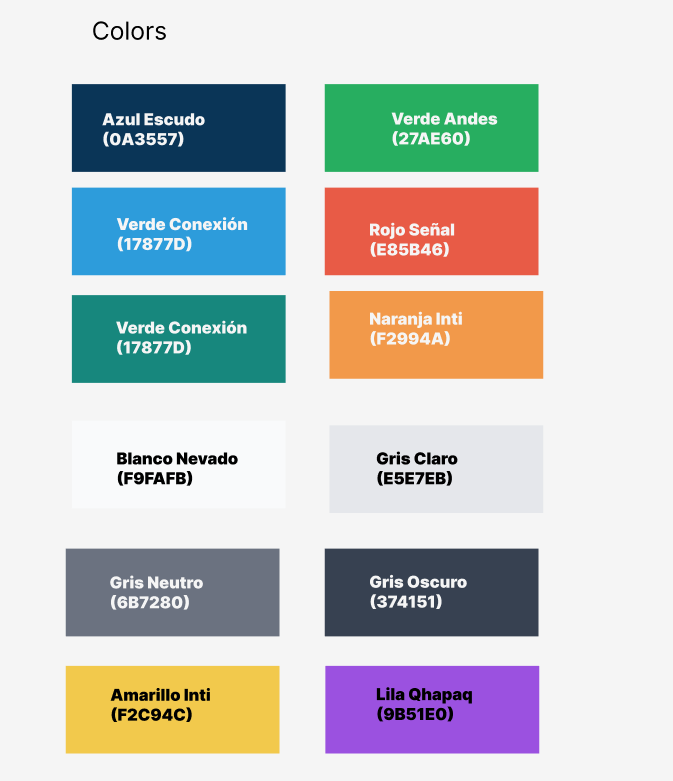 Colors
Azul Escudo
(0A3557)
Verde Andes
(27AE60)
Verde Conexión
(17877D)
Rojo Señal
(E85B46)
Verde Conexión
(17877D)
Naranja Inti
(F2994A)
Blanco Nevado
(F9FAFB)
Gris Claro
(E5E7EB)
Gris Neutro
(6B7280)
Gris Oscuro
(374151)
Amarillo Inti
(F2C94C)
Lila Qhapaq
(9B51E0)